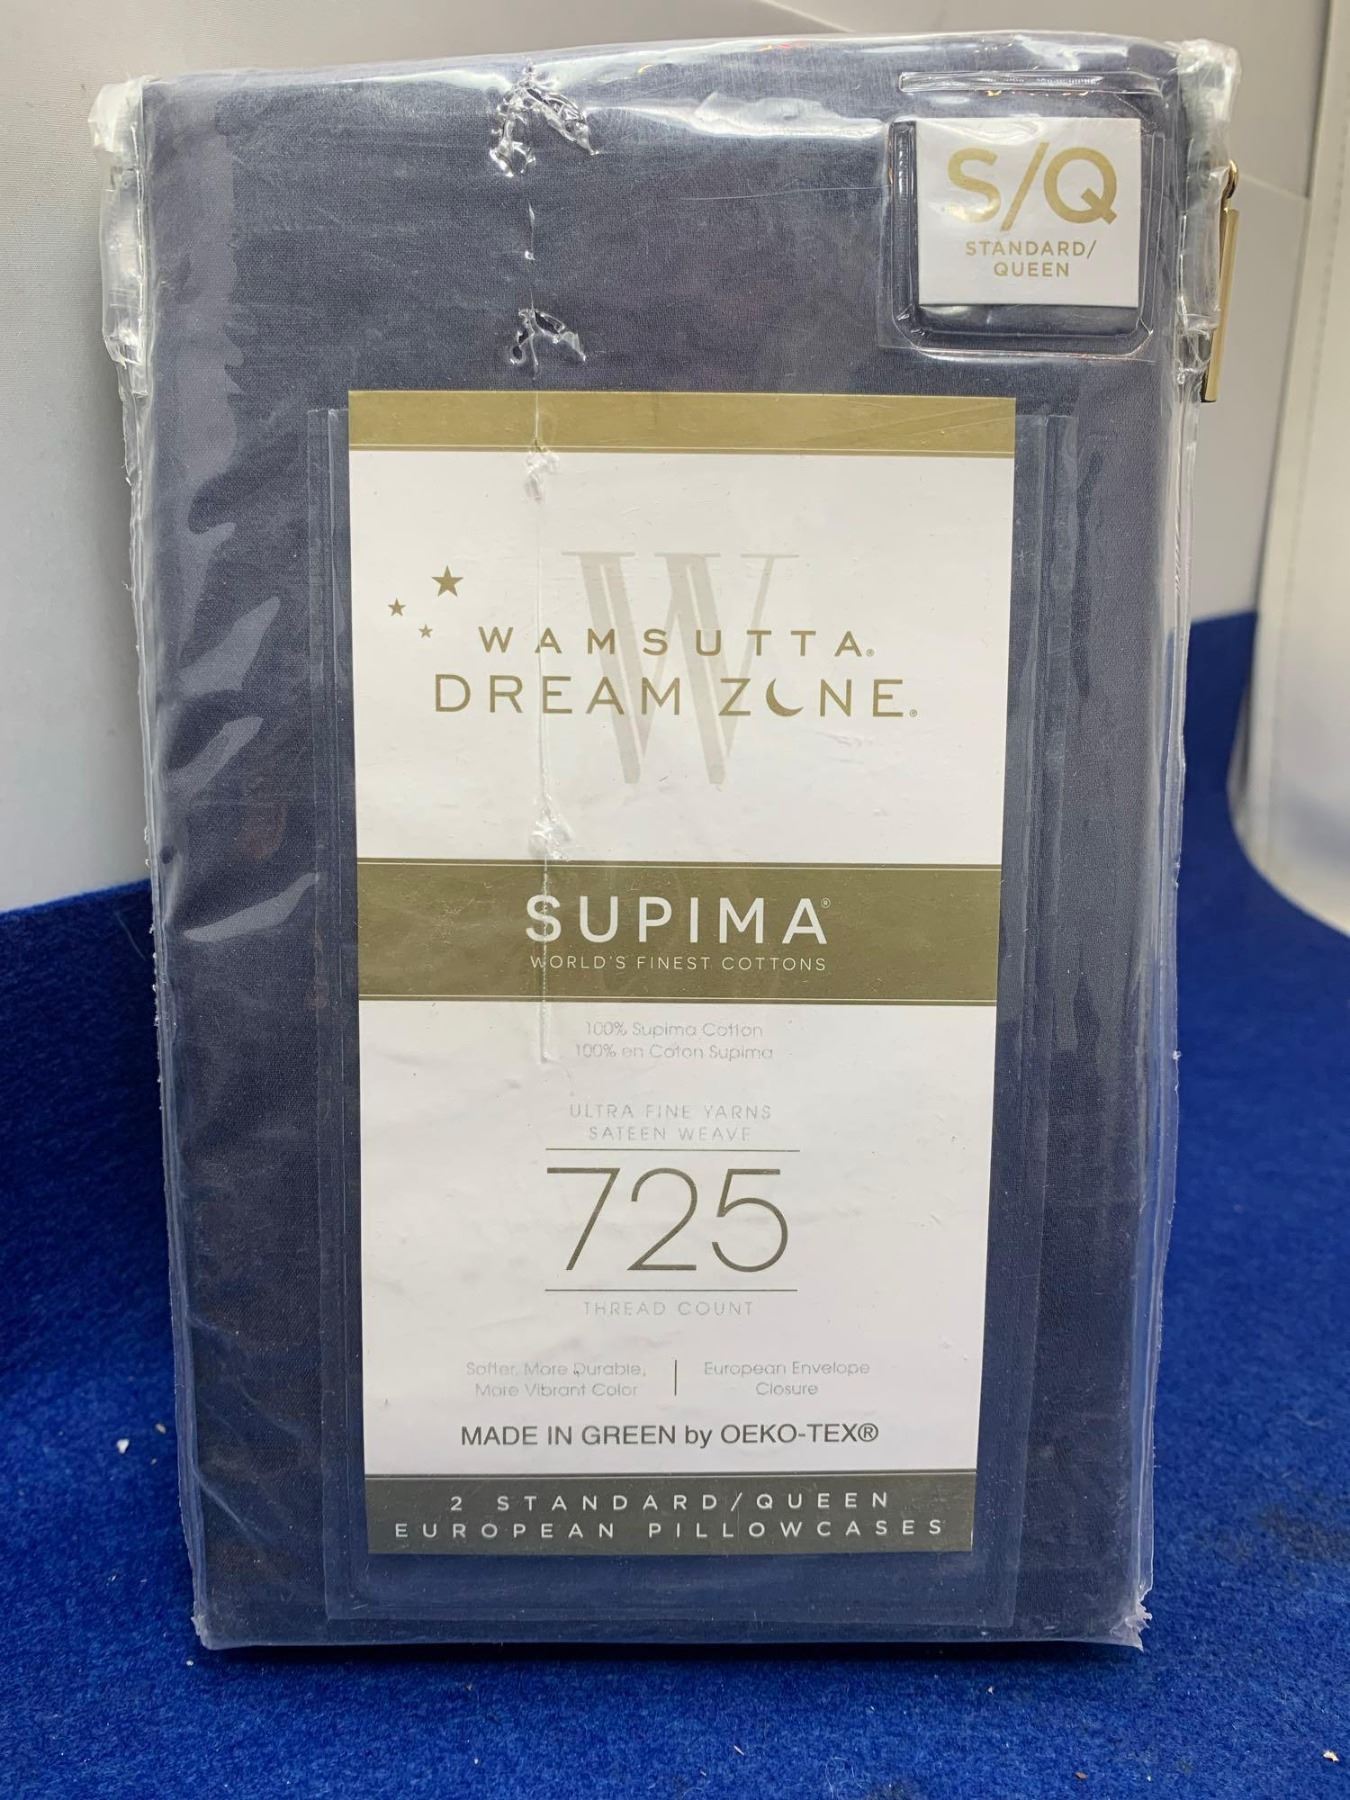 S/Q
STANDARD/
QUEEN
W
WAMSUTTA®
DREAM ZONE®
SUPIMA®
WORLD'S FINEST COTTONS
100% Supima Cotton
100% en Coton Supima
ULTRA FINE YARNS
SATEEN WEAVE
725
THREAD COUNT
Softer, More Durable,
More Vibrant Color
European Envelope
Closure
MADE IN GREEN by OEKO-TEX®
2 STANDARD/QUEEN
EUROPEAN PILLOWCASES